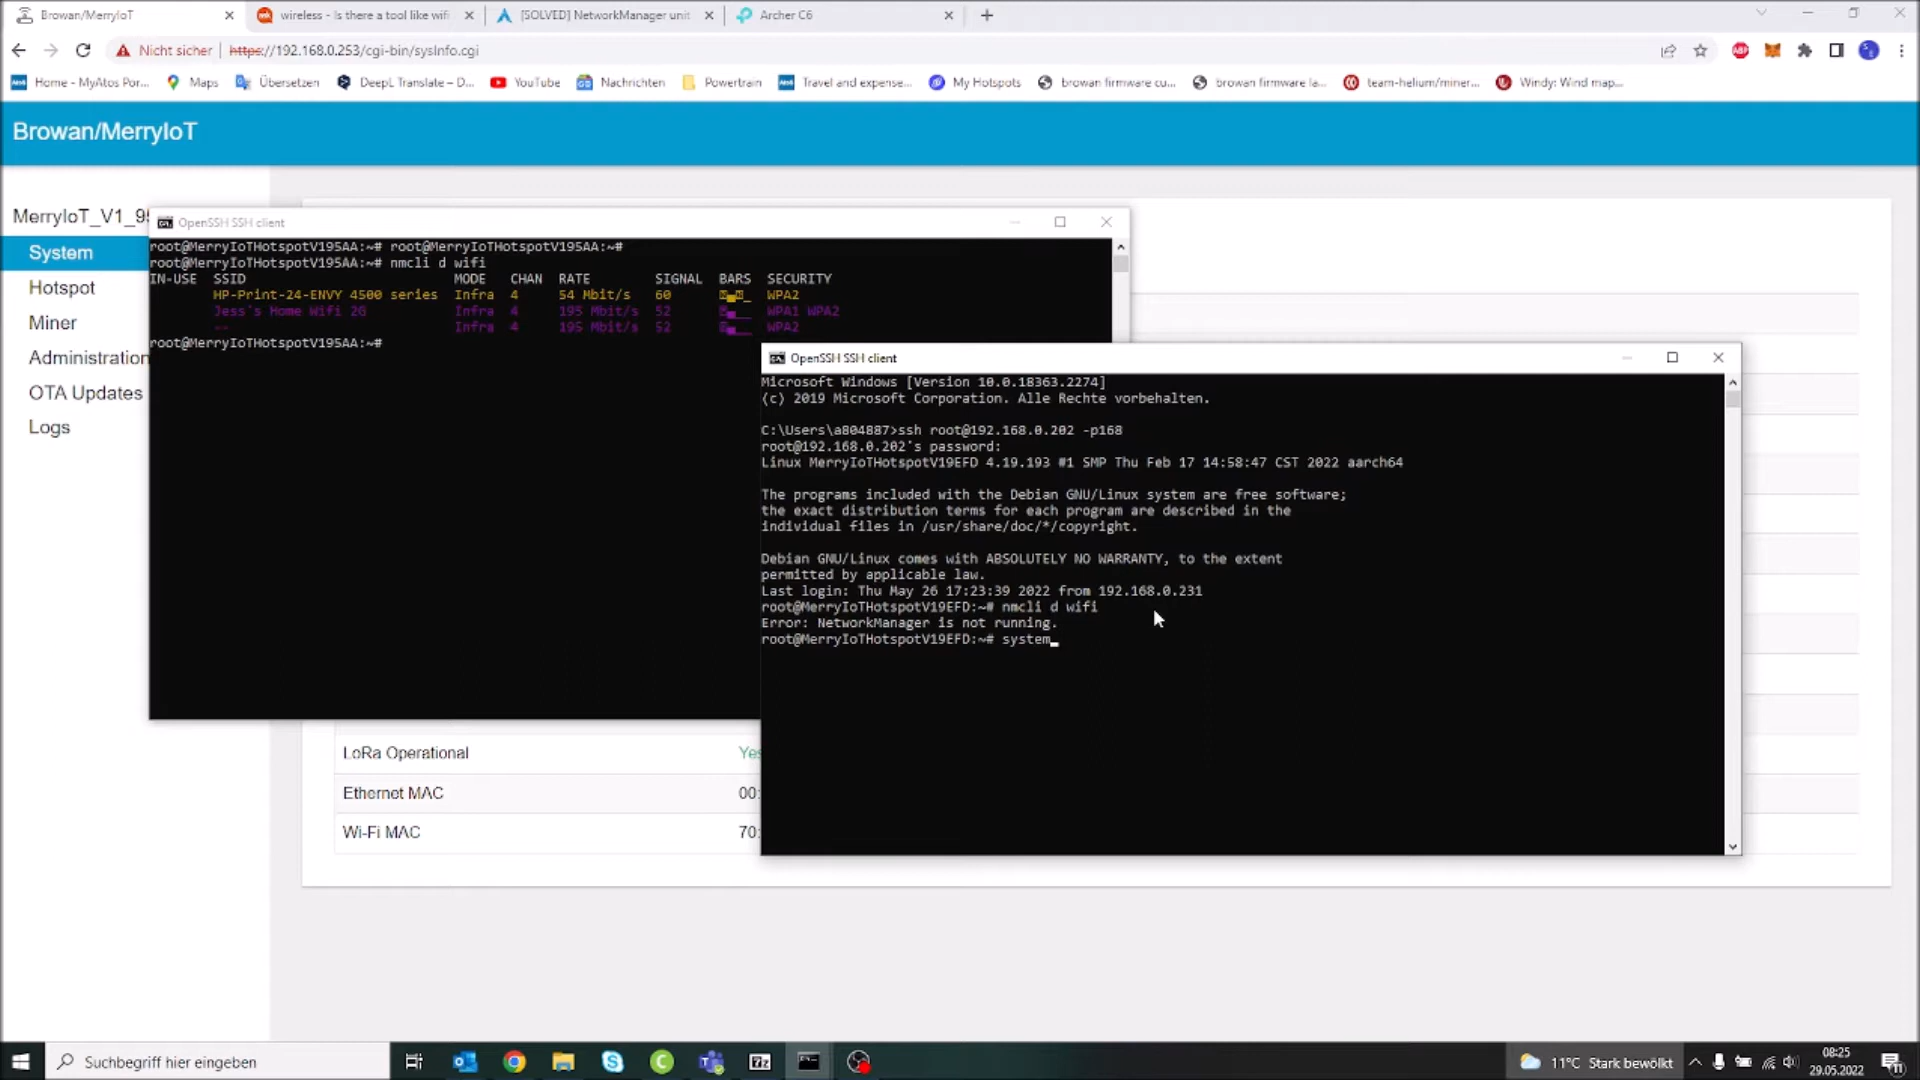 Browan/MerryIoT
wireless - Is there a tool like wifi
[SOLVED] NetworkManager unit
Archer C6
Nicht sicher
https://192.168.0.253/cgi-bin/sysInfo.cgi
Home - MyAtos Por...
Maps
Übersetzen
DeepL Translate – D...
YouTube
Nachrichten
Powertrain
Travel and expense...
My Hotspots
browan firmware cu...
browan firmware la...
team-helium/miner...
Windy: Wind map...
Browan/MerryIoT
MerryIoT_V1_95
System
Hotspot
Miner
Administration
OTA Updates
Logs
OpenSSH SSH client
root@MerryIoTHotspotV195AA:~# root@MerryIoTHotspotV195AA:~#
root@MerryIoTHotspotV195AA:~# nmcli d wifi
IN-USE SSID MODE CHAN RATE SIGNAL BARS SECURITY
HP-Print-24-ENVY 4500 series Infra 4 54 Mbit/s 60 WPA2
Jess's Home Wifi 2G Infra 4 195 Mbit/s 52 WPA1 WPA2
-- Infra 4 195 Mbit/s 52 WPA2
root@MerryIoTHotspotV195AA:~#
OpenSSH SSH client
Microsoft Windows [Version 10.0.18363.2274]
(c) 2019 Microsoft Corporation. Alle Rechte vorbehalten.
C:\Users\a804887>ssh root@192.168.0.202 -p168
root@192.168.0.202's password:
Linux MerryIoTHotspotV19EFD 4.19.193 #1 SMP Thu Feb 17 14:58:47 CST 2022 aarch64
The programs included with the Debian GNU/Linux system are free software;
the exact distribution terms for each program are described in the
individual files in /usr/share/doc/*/copyright.
Debian GNU/Linux comes with ABSOLUTELY NO WARRANTY, to the extent
permitted by applicable law.
Last login: Thu May 26 17:23:39 2022 from 192.168.0.231
root@MerryIoTHotspotV19EFD:~# nmcli d wifi
Error: NetworkManager is not running.
root@MerryIoTHotspotV19EFD:~# system_
LoRa Operational Yes
Ethernet MAC 00:
Wi-Fi MAC 70:
Suchbegriff hier eingeben
11°C Stark bewölkt
08:25
29.05.2022